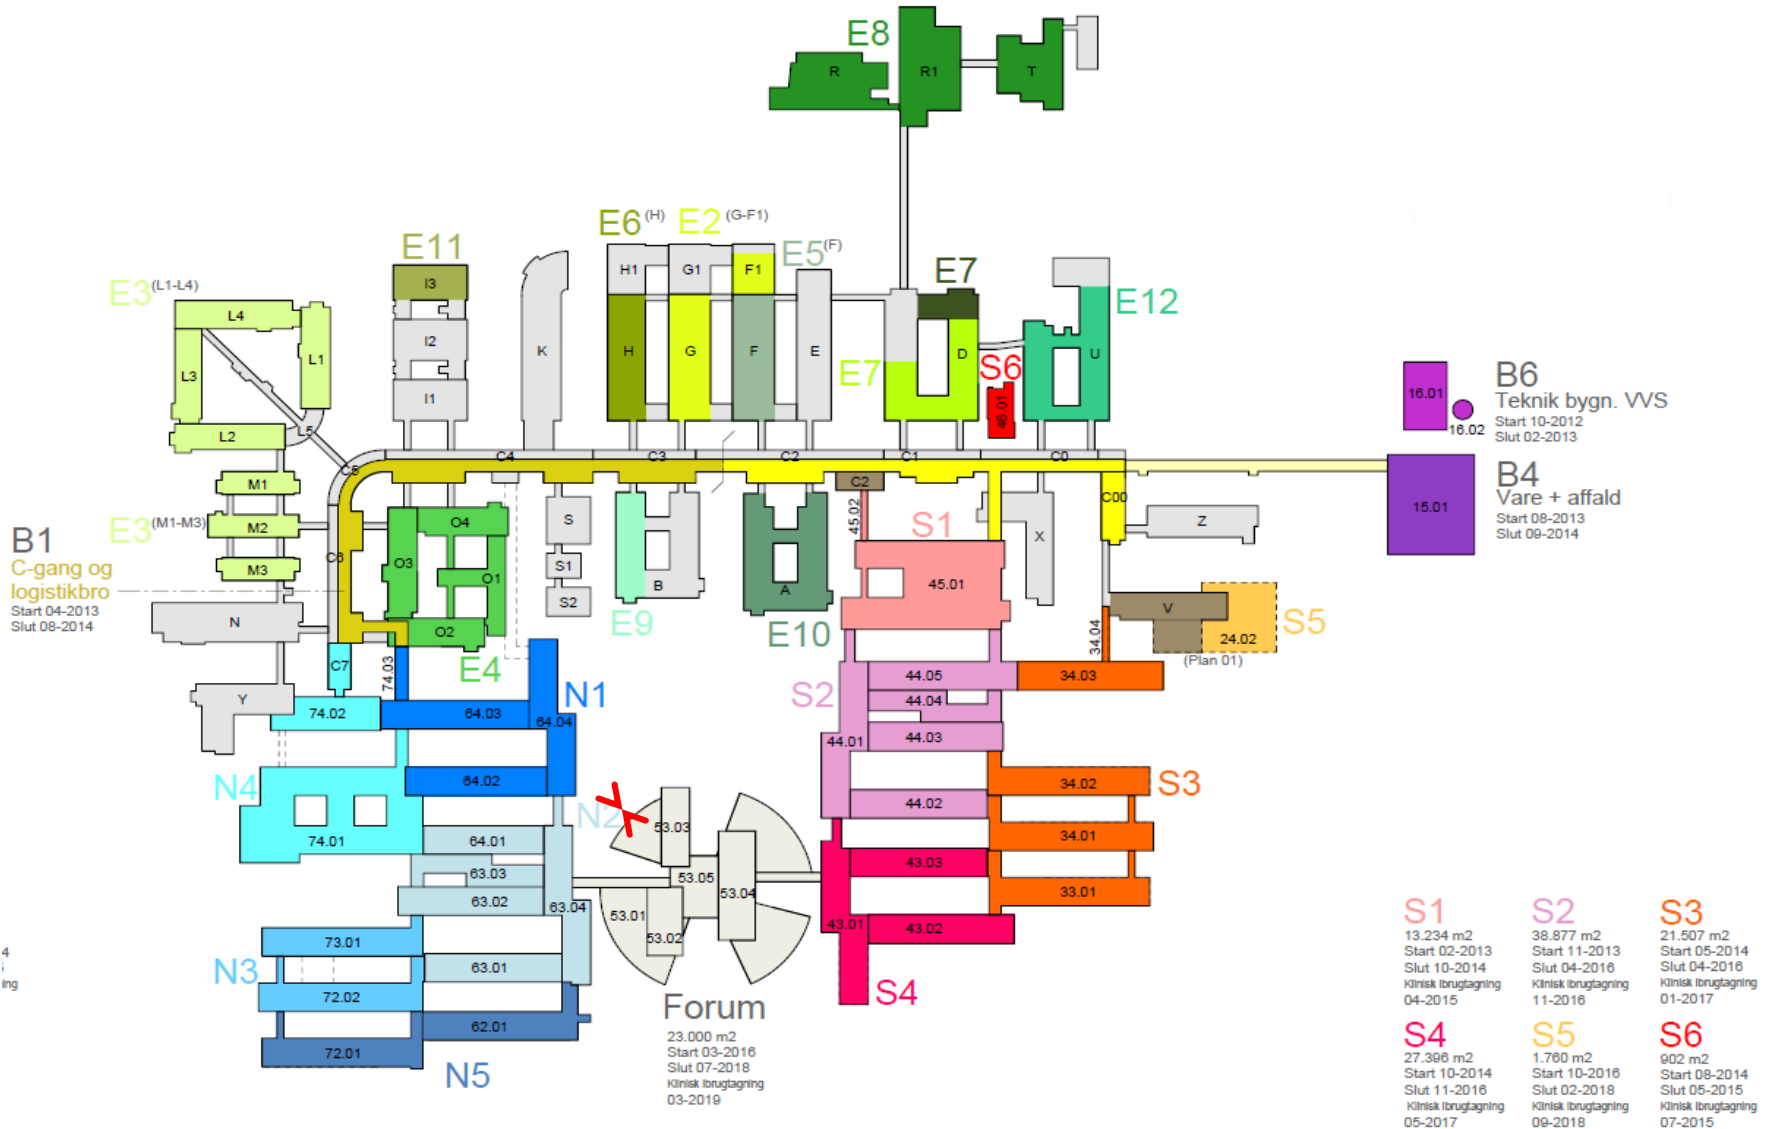 E8
R
R1
T
E6 (H)
E2 (G-F1)
E5 (F)
E11
E7
E12
E3 (L1-L4)
L4
L1
L3
L2
L5
I3
I2
I1
K
H1
G1
F1
H
G
F
E
E7
D
S6
46.01
U
16.01
16.02
B6
Teknik bygn. VVS
Start 10-2012
Slut 02-2013
C5
C4
C3
C2
C1
C0
C2
C00
B4
Vare + affald
Start 08-2013
Slut 09-2014
15.01
M1
E3 (M1-M3)
M2
M3
B1
C-gang og
logistikbro
Start 04-2013
Slut 08-2014
C6
O4
O3
O1
O2
E4
S
S1
S2
B
E9
A
E10
45.02
S1
45.01
X
Z
V
S5
24.02
(Plan 01)
34.04
N
Y
C7
74.03
74.02
64.03
64.04
N1
64.02
S2
44.05
34.03
44.04
44.03
44.01
34.02
S3
44.02
34.01
N4
74.01
N2
64.01
63.03
63.02
63.04
53.03
53.05
53.04
53.01
53.02
43.03
33.01
43.01
43.02
S4
73.01
N3
72.02
63.01
62.01
72.01
N5
Forum
23.000 m2
Start 03-2016
Slut 07-2018
Klinisk ibrugtagning
03-2019
4
ing
S1
13.234 m2
Start 02-2013
Slut 10-2014
Klinisk ibrugtagning
04-2015
S2
38.877 m2
Start 11-2013
Slut 04-2016
Klinisk ibrugtagning
11-2016
S3
21.507 m2
Start 05-2014
Slut 04-2016
Klinisk ibrugtagning
01-2017
S4
27.396 m2
Start 10-2014
Slut 11-2016
Klinisk ibrugtagning
05-2017
S5
1.760 m2
Start 10-2016
Slut 02-2018
Klinisk ibrugtagning
09-2018
S6
902 m2
Start 08-2014
Slut 05-2015
Klinisk ibrugtagning
07-2015